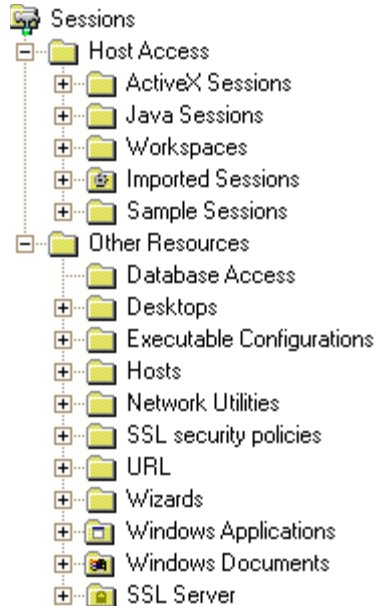 Sessions
Host Access
ActiveX Sessions
Java Sessions
Workspaces
Imported Sessions
Sample Sessions
Other Resources
Database Access
Desktops
Executable Configurations
Hosts
Network Utilities
SSL security policies
URL
Wizards
Windows Applications
Windows Documents
SSL Server